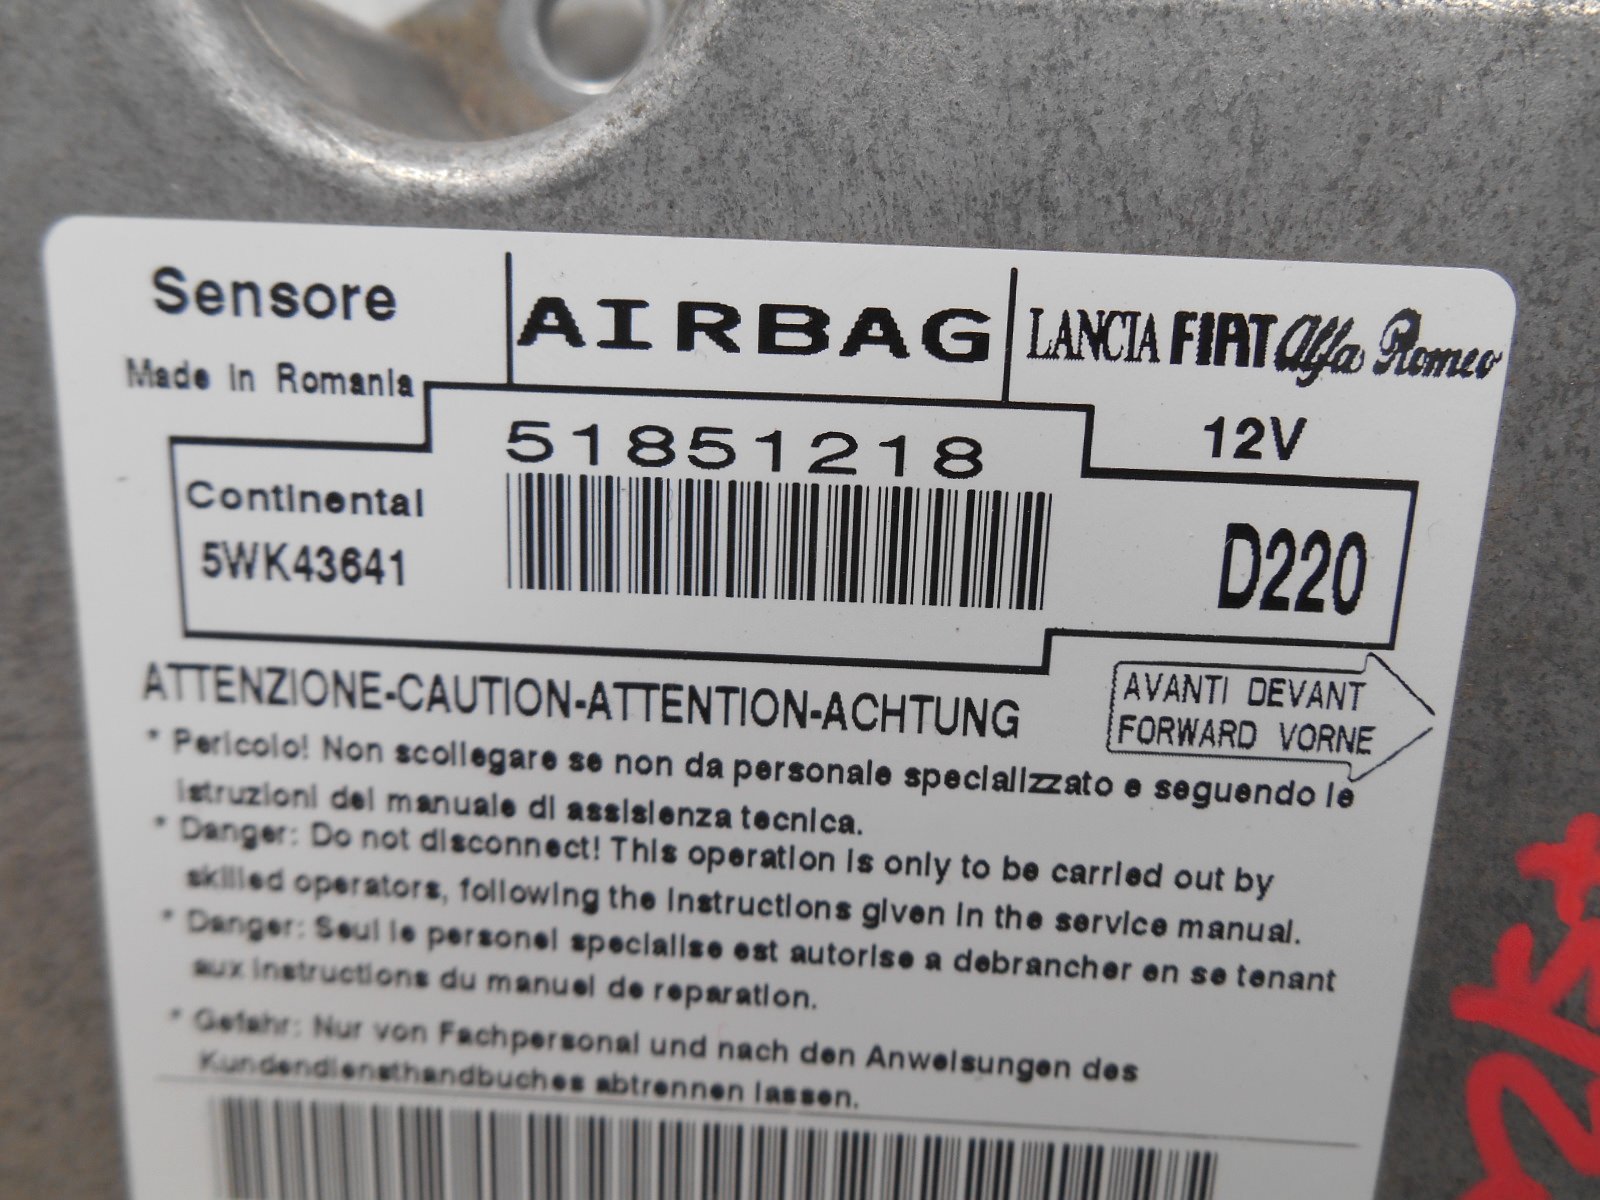 Sensore
AIRBAG
LANCIA FIAT Alfa Romeo
Made in Romania
51851218
12V
Continental
5WK43641
D220
ATTENZIONE-CAUTION-ATTENTION-ACHTUNG
AVANTI DEVANT
FORWARD VORNE
* Pericolo! Non scollegare se non da personale specializzato e seguendo le
istruzioni del manuale di assisienza tecnica.
* Danger: Do not disconnect! This operation is only to be carried out by
skilled operators, following the instructions given in the service manual.
* Danger: Seul le personel specialise est autorise a debrancher en se tenant
aux instructions du manuel de reparation.
* Gefahr: Nur von Fachpersonal und nach den Anweisungen des
Kundendiensthandbuches abtrennen lassen.